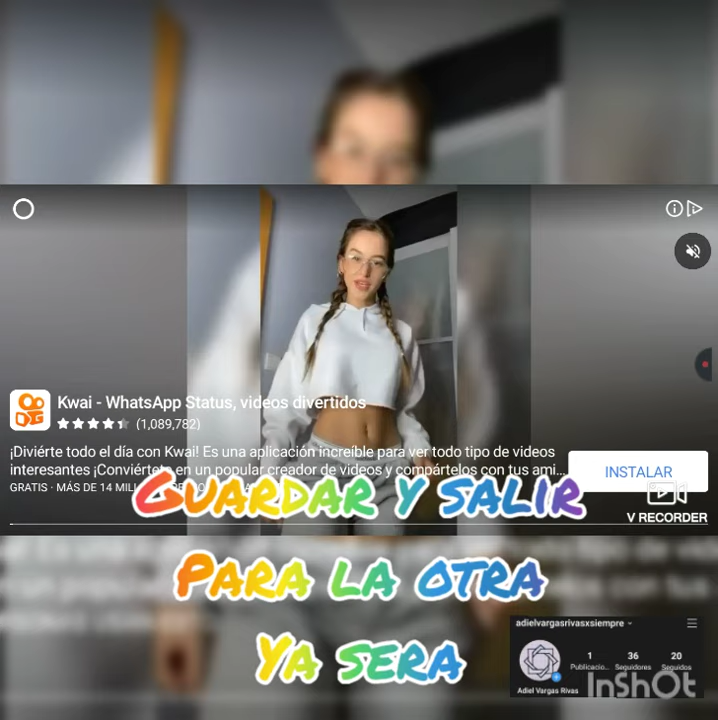 Kwai - WhatsApp Status, videos divertidos
(1,089,782)
¡Diviérte todo el día con Kwai! Es una aplicación increíble para ver todo tipo de videos
interesantes ¡Conviértete en un popular creador de videos y compártelos con tus ami...
INSTALAR
GRATIS · MÁS DE 14 MILL
GUARDAR Y SALIR
V RECORDER
PARA LA OTRA
YA SERA
adielvargasrivasxsiempre
1 36 20
Publicacio... Seguidores Seguidos
Adiel Vargas Rivas
InShOt